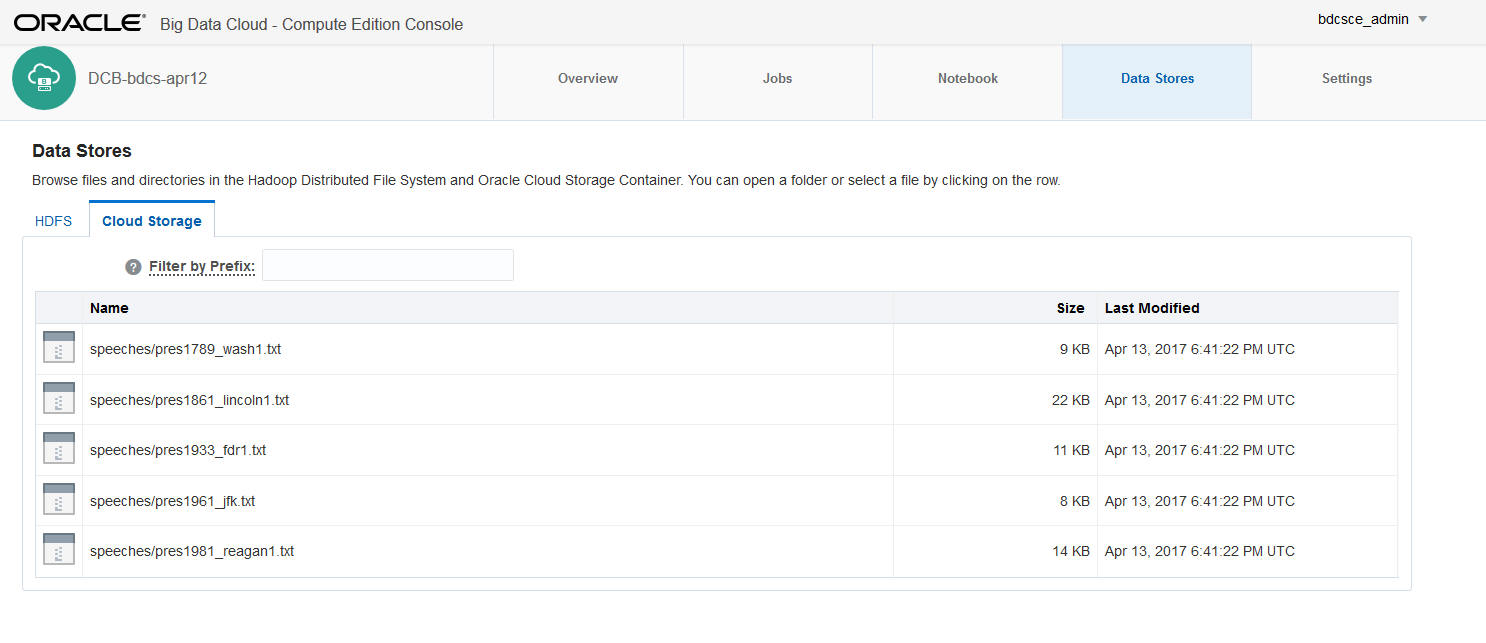 ORACLE® Big Data Cloud - Compute Edition Console bdcsce_admin
DCB-bdcs-apr12 Overview Jobs Notebook Data Stores Settings
Data Stores
Browse files and directories in the Hadoop Distributed File System and Oracle Cloud Storage Container. You can open a folder or select a file by clicking on the row.
HDFS Cloud Storage
? Filter by Prefix:
Name Size Last Modified
speeches/pres1789_wash1.txt 9 KB Apr 13, 2017 6:41:22 PM UTC
speeches/pres1861_lincoln1.txt 22 KB Apr 13, 2017 6:41:22 PM UTC
speeches/pres1933_fdr1.txt 11 KB Apr 13, 2017 6:41:22 PM UTC
speeches/pres1961_jfk.txt 8 KB Apr 13, 2017 6:41:22 PM UTC
speeches/pres1981_reagan1.txt 14 KB Apr 13, 2017 6:41:22 PM UTC